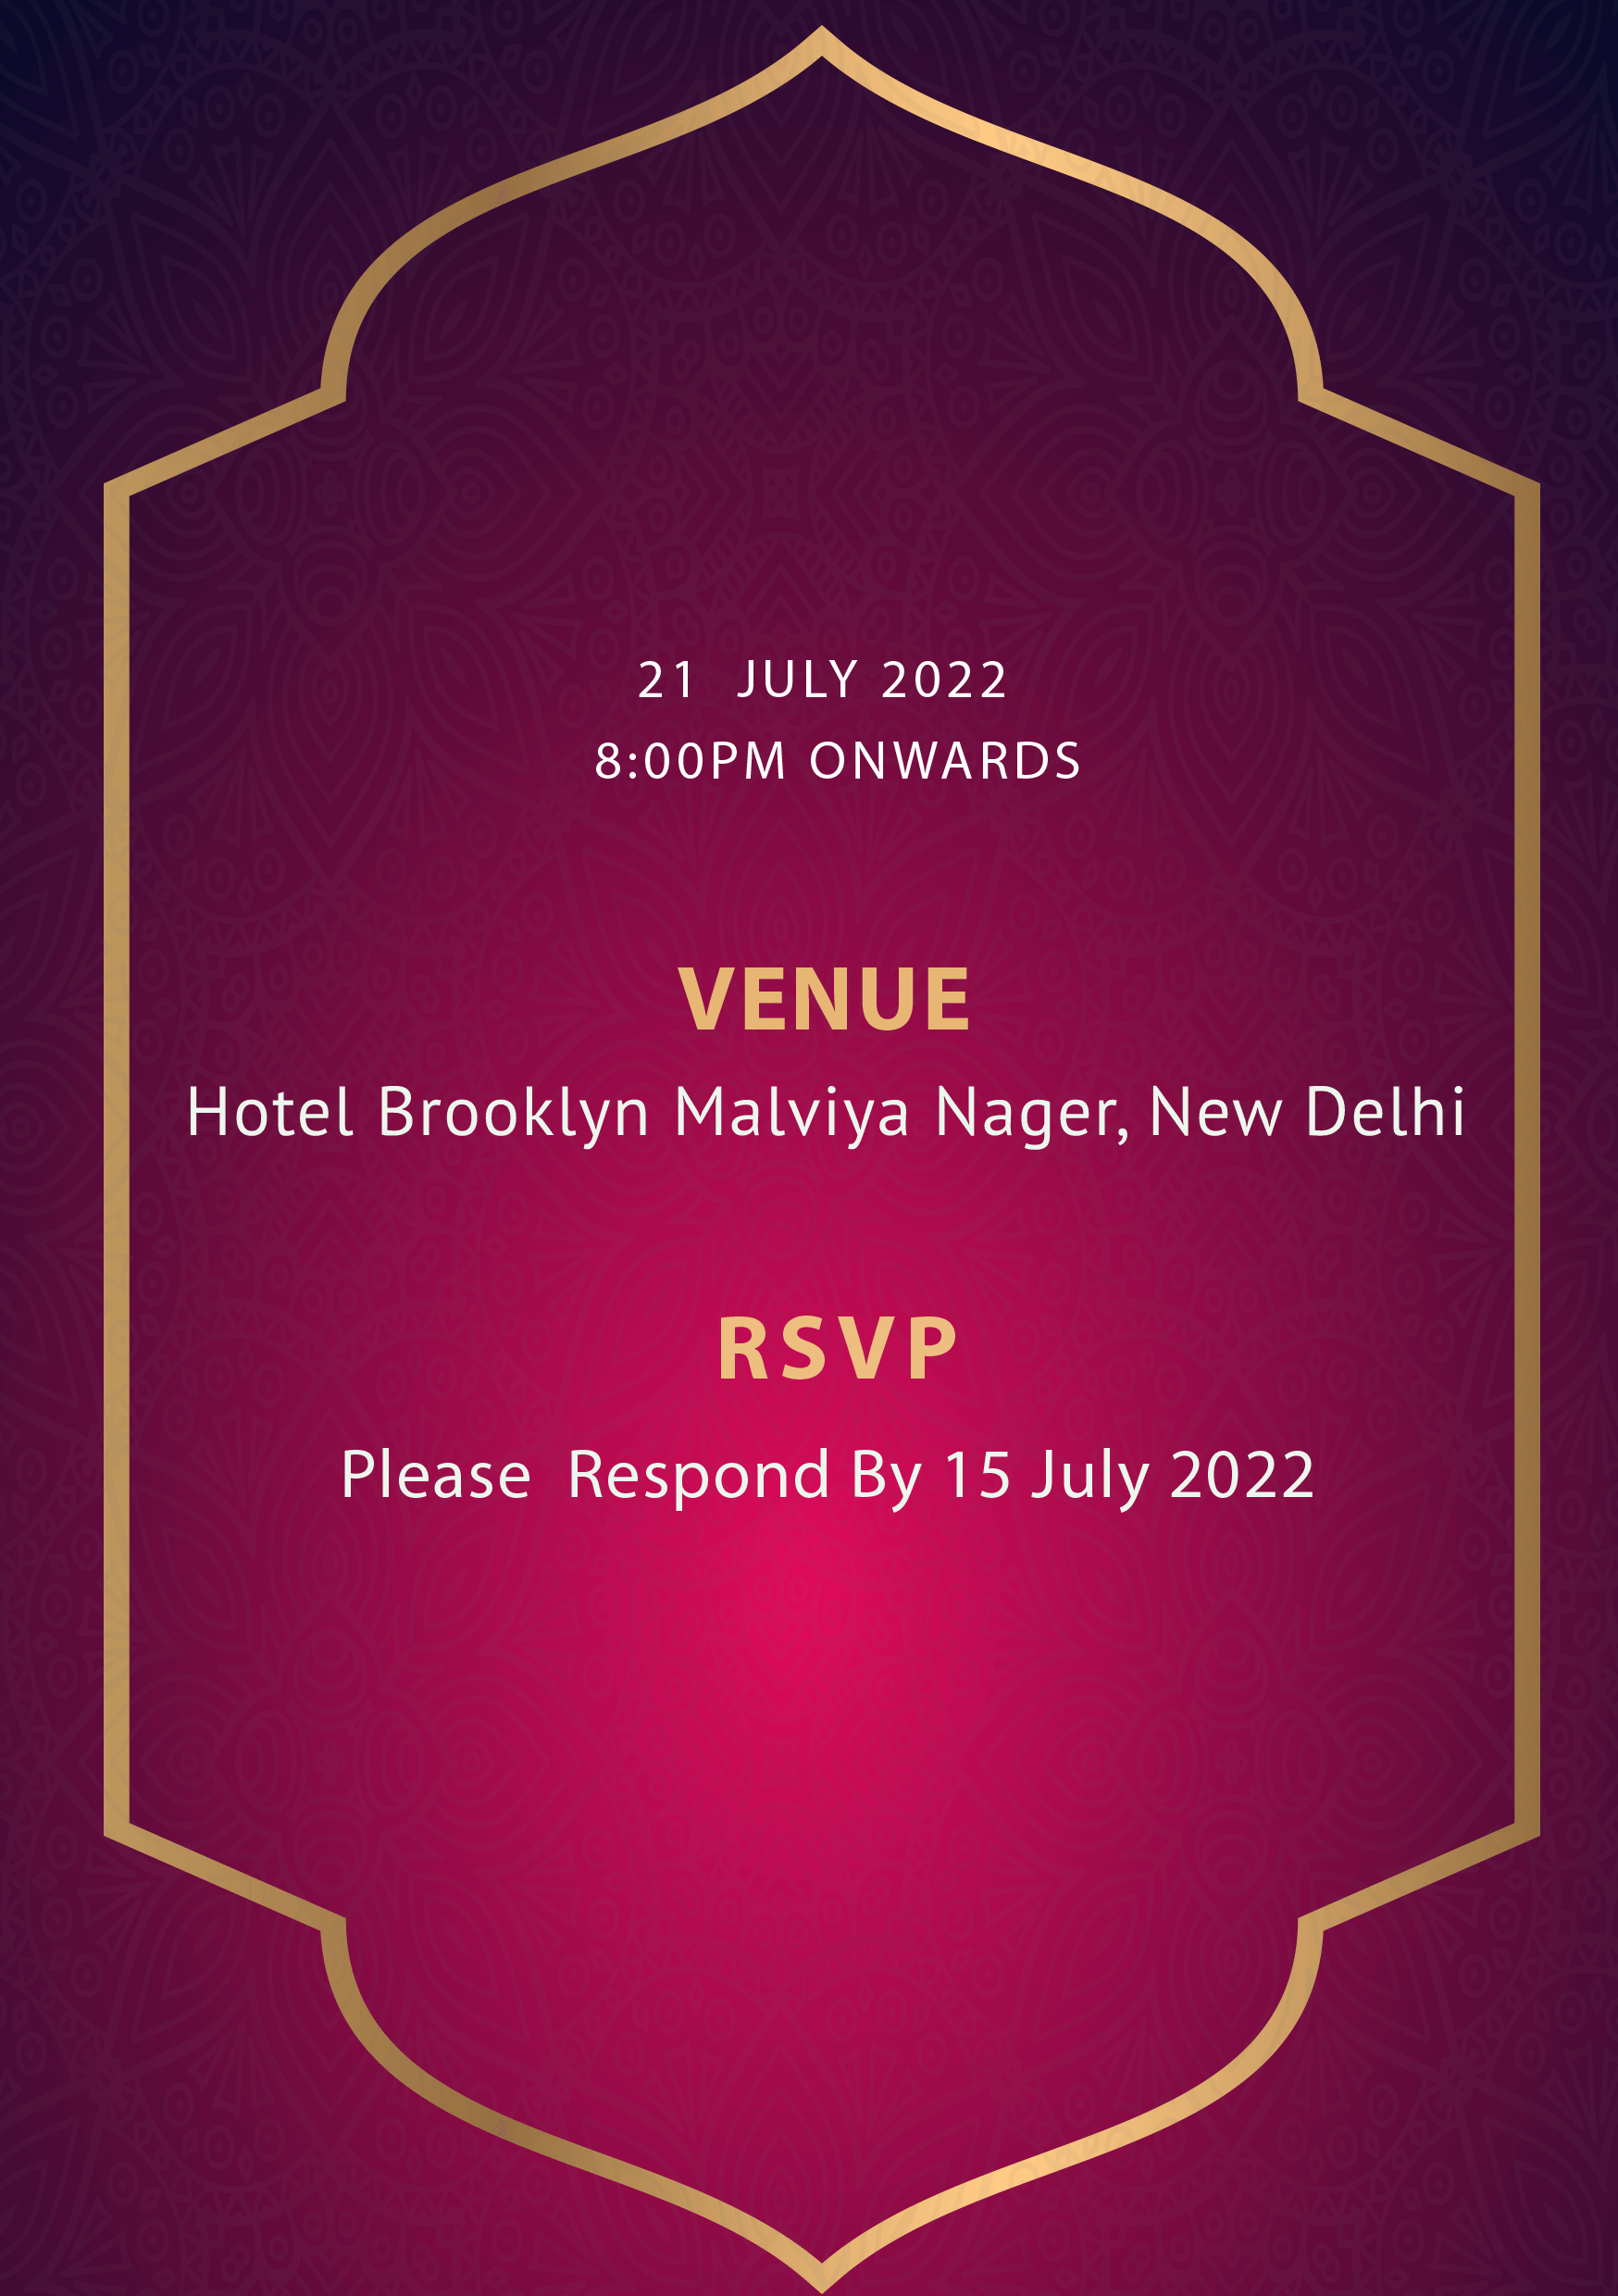 21 JULY 2022
8:00PM ONWARDS
VENUE
Hotel Brooklyn Malviya Nager, New Delhi
RSVP
Please Respond By 15 July 2022